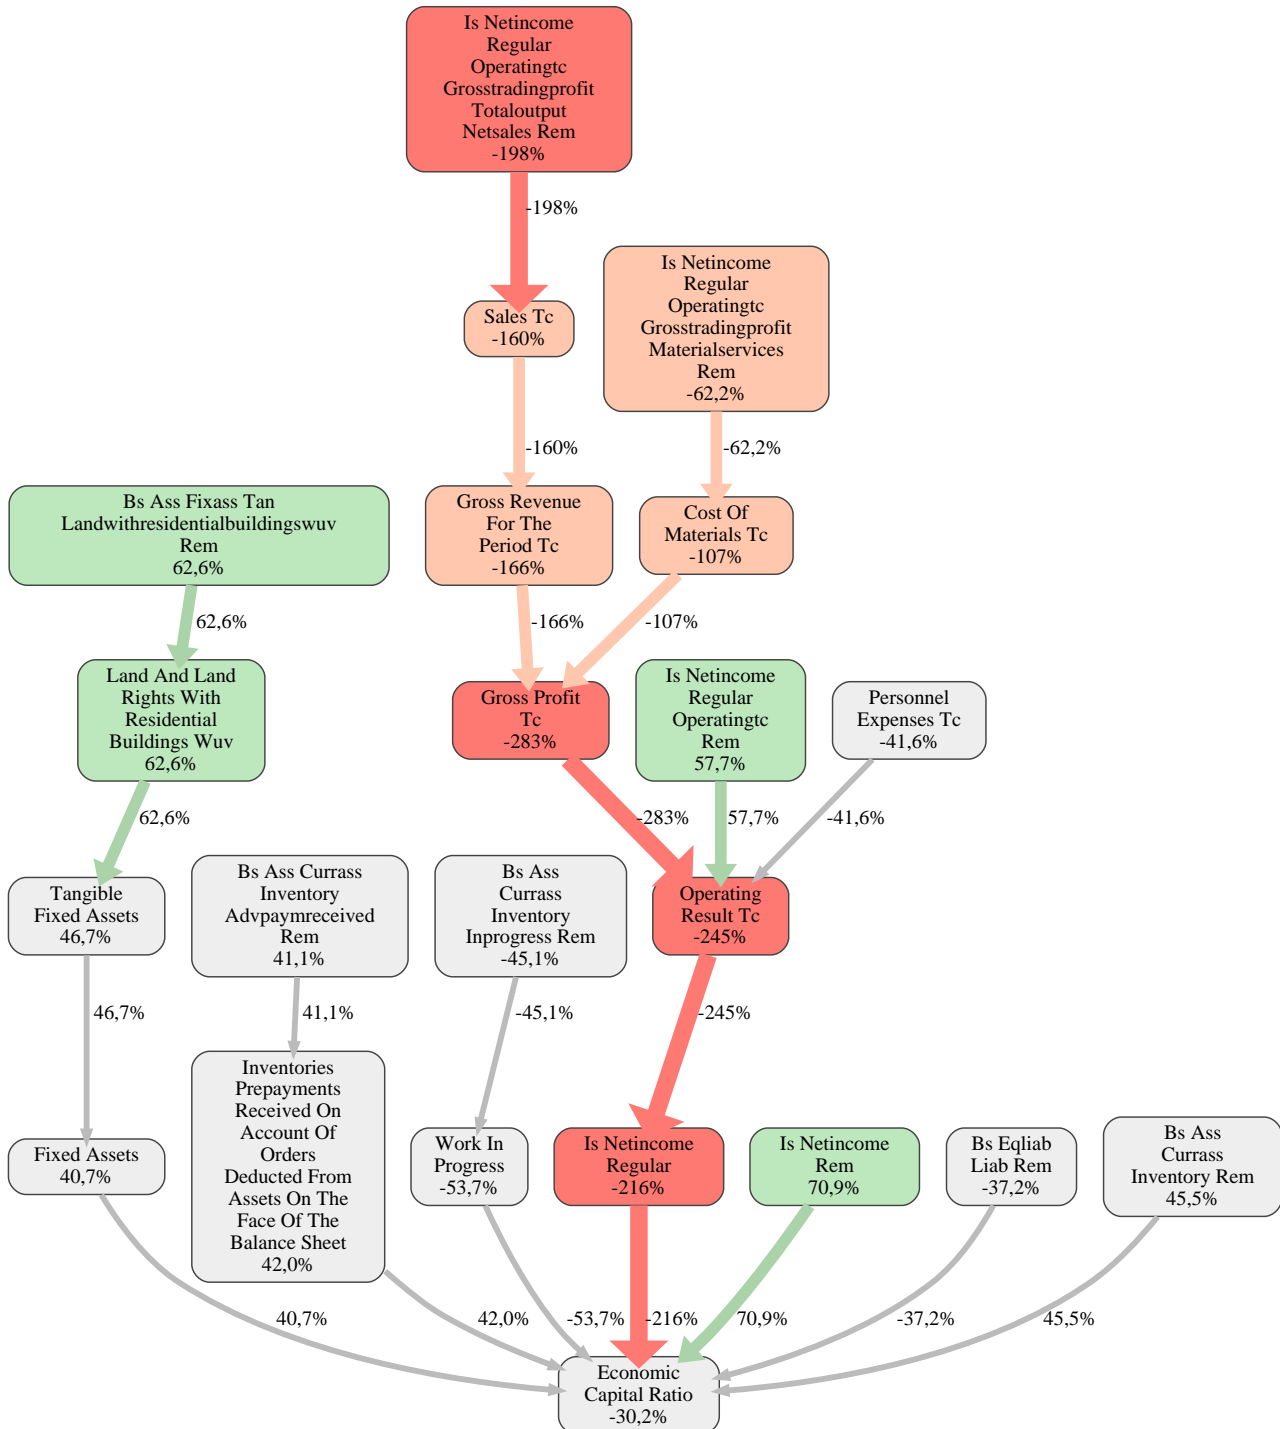 Is Netincome
Regular
Operatingtc
Grosstradingprofit
Totaloutput
Netsales Rem
-198%
-198%
Is Netincome
Regular
Operatingtc
Grosstradingprofit
Materialservices
Rem
-62,2%
Sales Tc
-160%
-160%
-62,2%
Bs Ass Fixass Tan
Landwithresidentialbuildingswuv
Rem
62,6%
Gross Revenue
For The
Period Tc
-166%
Cost Of
Materials Tc
-107%
62,6%
-166%
-107%
Land And Land
Rights With
Residential
Buildings Wuv
62,6%
Gross Profit
Tc
-283%
Is Netincome
Regular
Operatingtc
Rem
57,7%
Personnel
Expenses Tc
-41,6%
62,6%
-283%
57,7%
-41,6%
Tangible
Fixed Assets
46,7%
Bs Ass Currass
Inventory
Advpaymreceived
Rem
41,1%
Bs Ass
Currass
Inventory
Inprogress Rem
-45,1%
Operating
Result Tc
-245%
46,7%
41,1%
-45,1%
-245%
Fixed Assets
40,7%
Inventories
Prepayments
Received On
Account Of
Orders
Deducted From
Assets On The
Face Of The
Balance Sheet
42,0%
Work In
Progress
-53,7%
Is Netincome
Regular
-216%
Is Netincome
Rem
70,9%
Bs Eqliab
Liab Rem
-37,2%
Bs Ass
Currass
Inventory Rem
45,5%
40,7%
42,0%
-53,7%
-216%
70,9%
-37,2%
45,5%
Economic
Capital Ratio
-30,2%